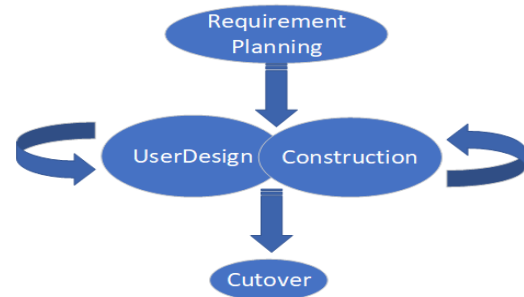 Requirement
Planning
UserDesign
Construction
Cutover